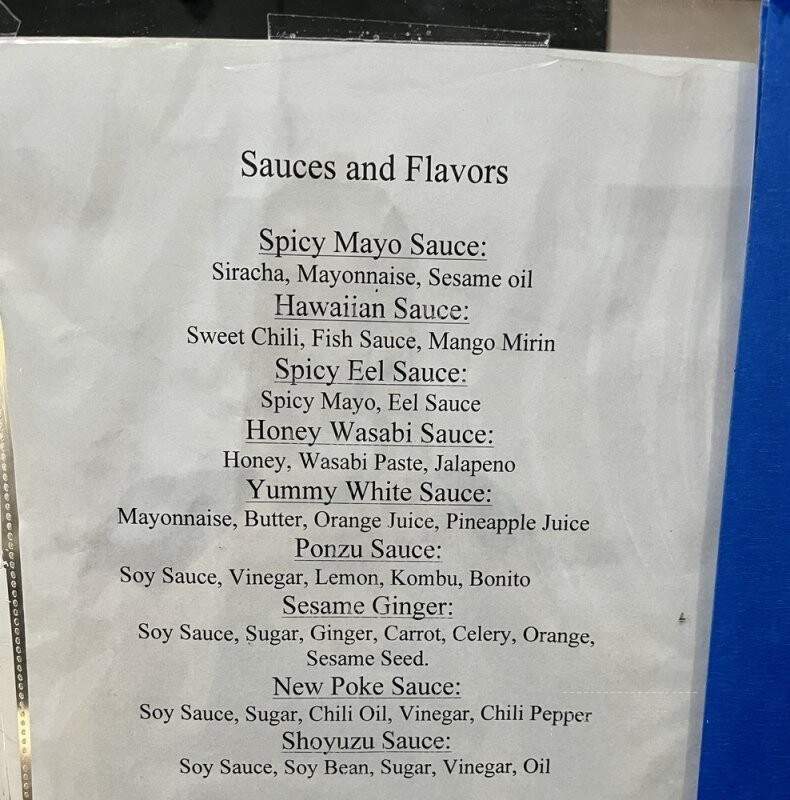 Sauces and Flavors
Spicy Mayo Sauce:
Siracha, Mayonnaise, Sesame oil
Hawaiian Sauce:
Sweet Chili, Fish Sauce, Mango Mirin
Spicy Eel Sauce:
Spicy Mayo, Eel Sauce
Honey Wasabi Sauce:
Honey, Wasabi Paste, Jalapeno
Yummy White Sauce:
Mayonnaise, Butter, Orange Juice, Pineapple Juice
Ponzu Sauce:
Soy Sauce, Vinegar, Lemon, Kombu, Bonito
Sesame Ginger:
Soy Sauce, Sugar, Ginger, Carrot, Celery, Orange,
Sesame Seed.
New Poke Sauce:
Soy Sauce, Sugar, Chili Oil, Vinegar, Chili Pepper
Shoyuzu Sauce:
Soy Sauce, Soy Bean, Sugar, Vinegar, Oil